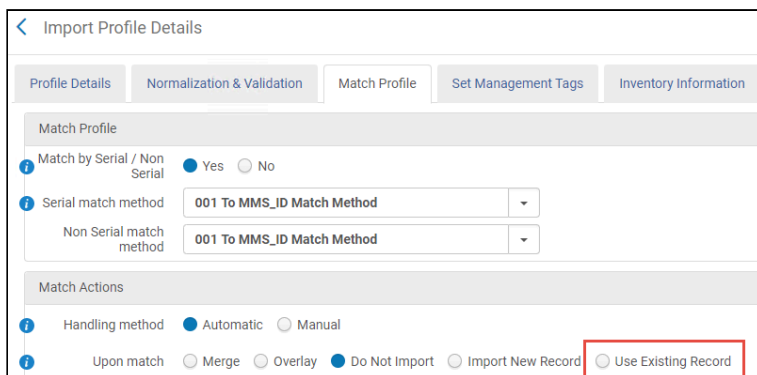 Import Profile Details
Profile Details Normalization & Validation Match Profile Set Management Tags Inventory Information
Match Profile
Match by Serial / Non
Serial
Yes No
Serial match method 001 To MMS_ID Match Method
Non Serial match
method
001 To MMS_ID Match Method
Match Actions
Handling method Automatic Manual
Upon match Merge Overlay Do Not Import Import New Record Use Existing Record